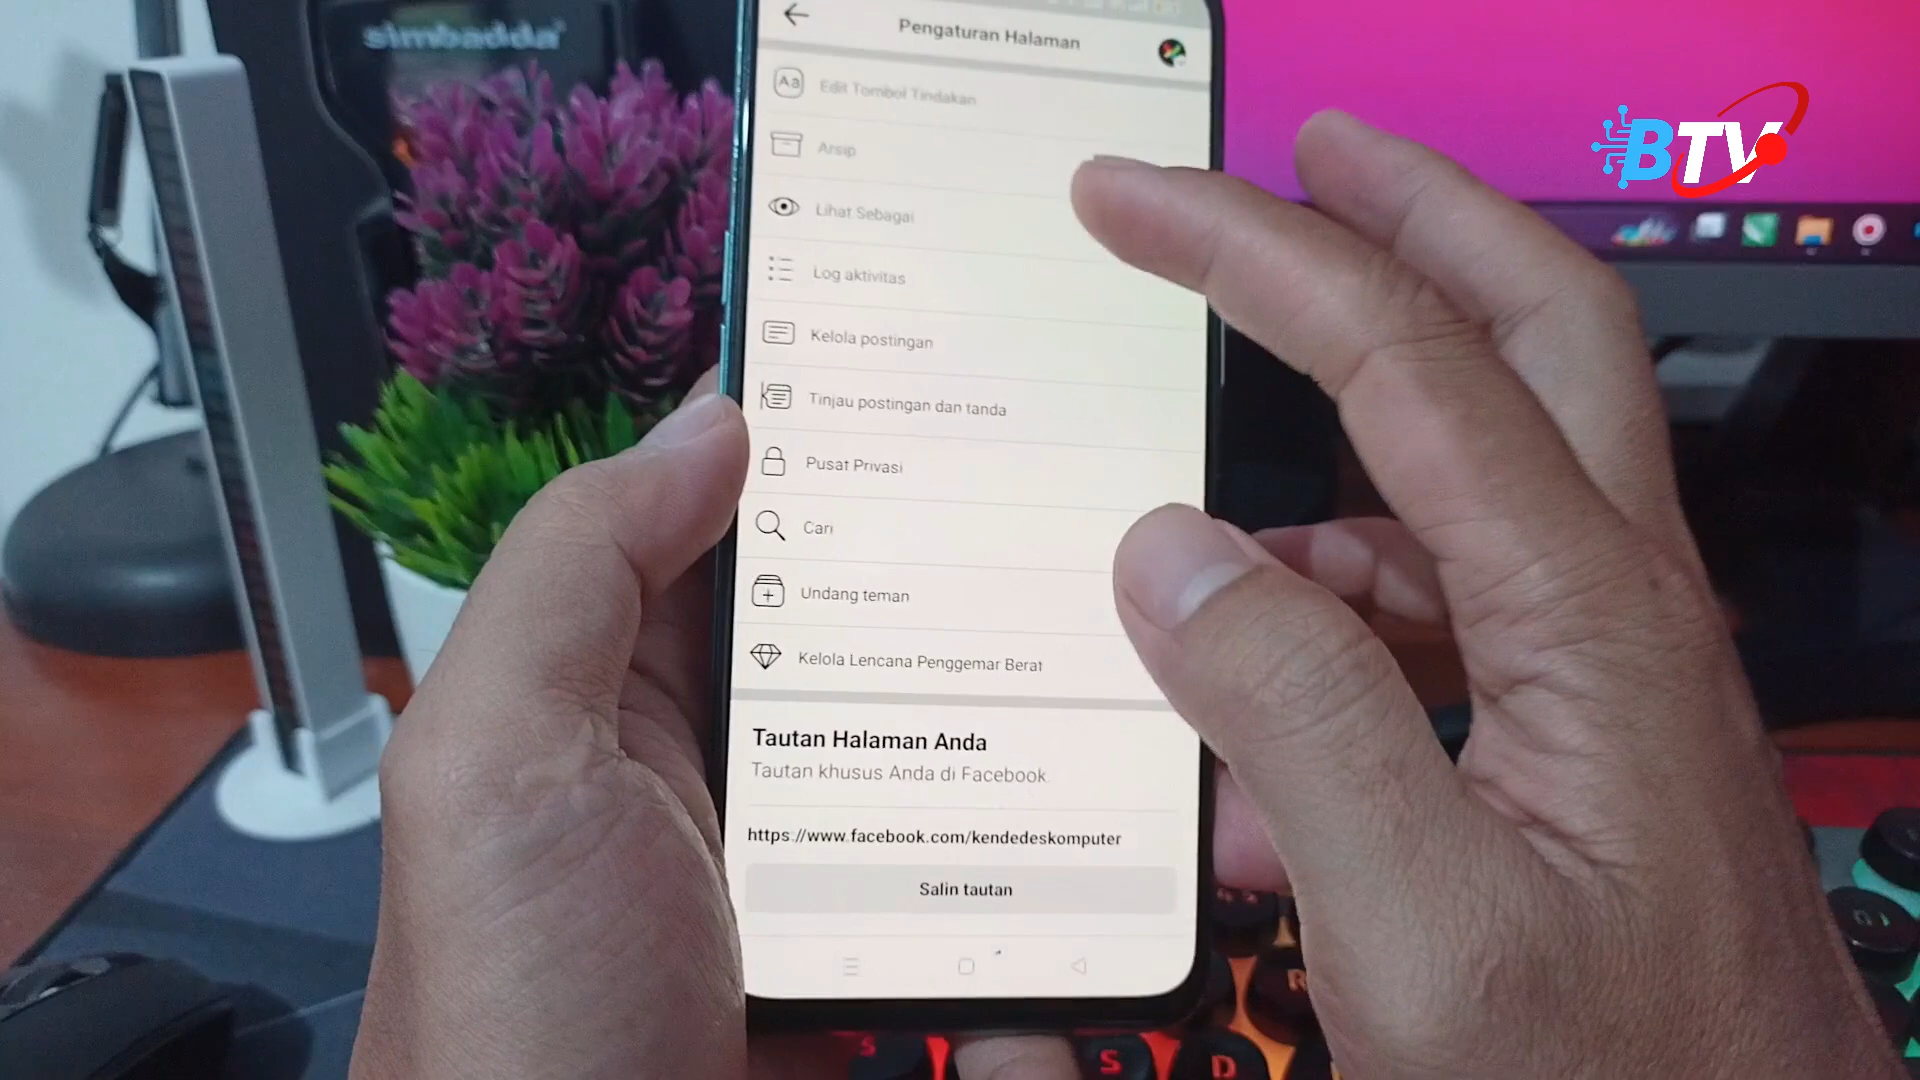 simbadda
Pengaturan Halaman
Aa
Edit Tombol Tindakan
Arsip
Lihat Sebagai
Log aktivitas
Kelola postingan
Tinjau postingan dan tanda
Pusat Privasi
Cari
Undang teman
Kelola Lencana Penggemar Berat
Tautan Halaman Anda
Tautan khusus Anda di Facebook
https://www.facebook.com/kendedeskomputer
Salin tautan
BTV
R
S
S
D